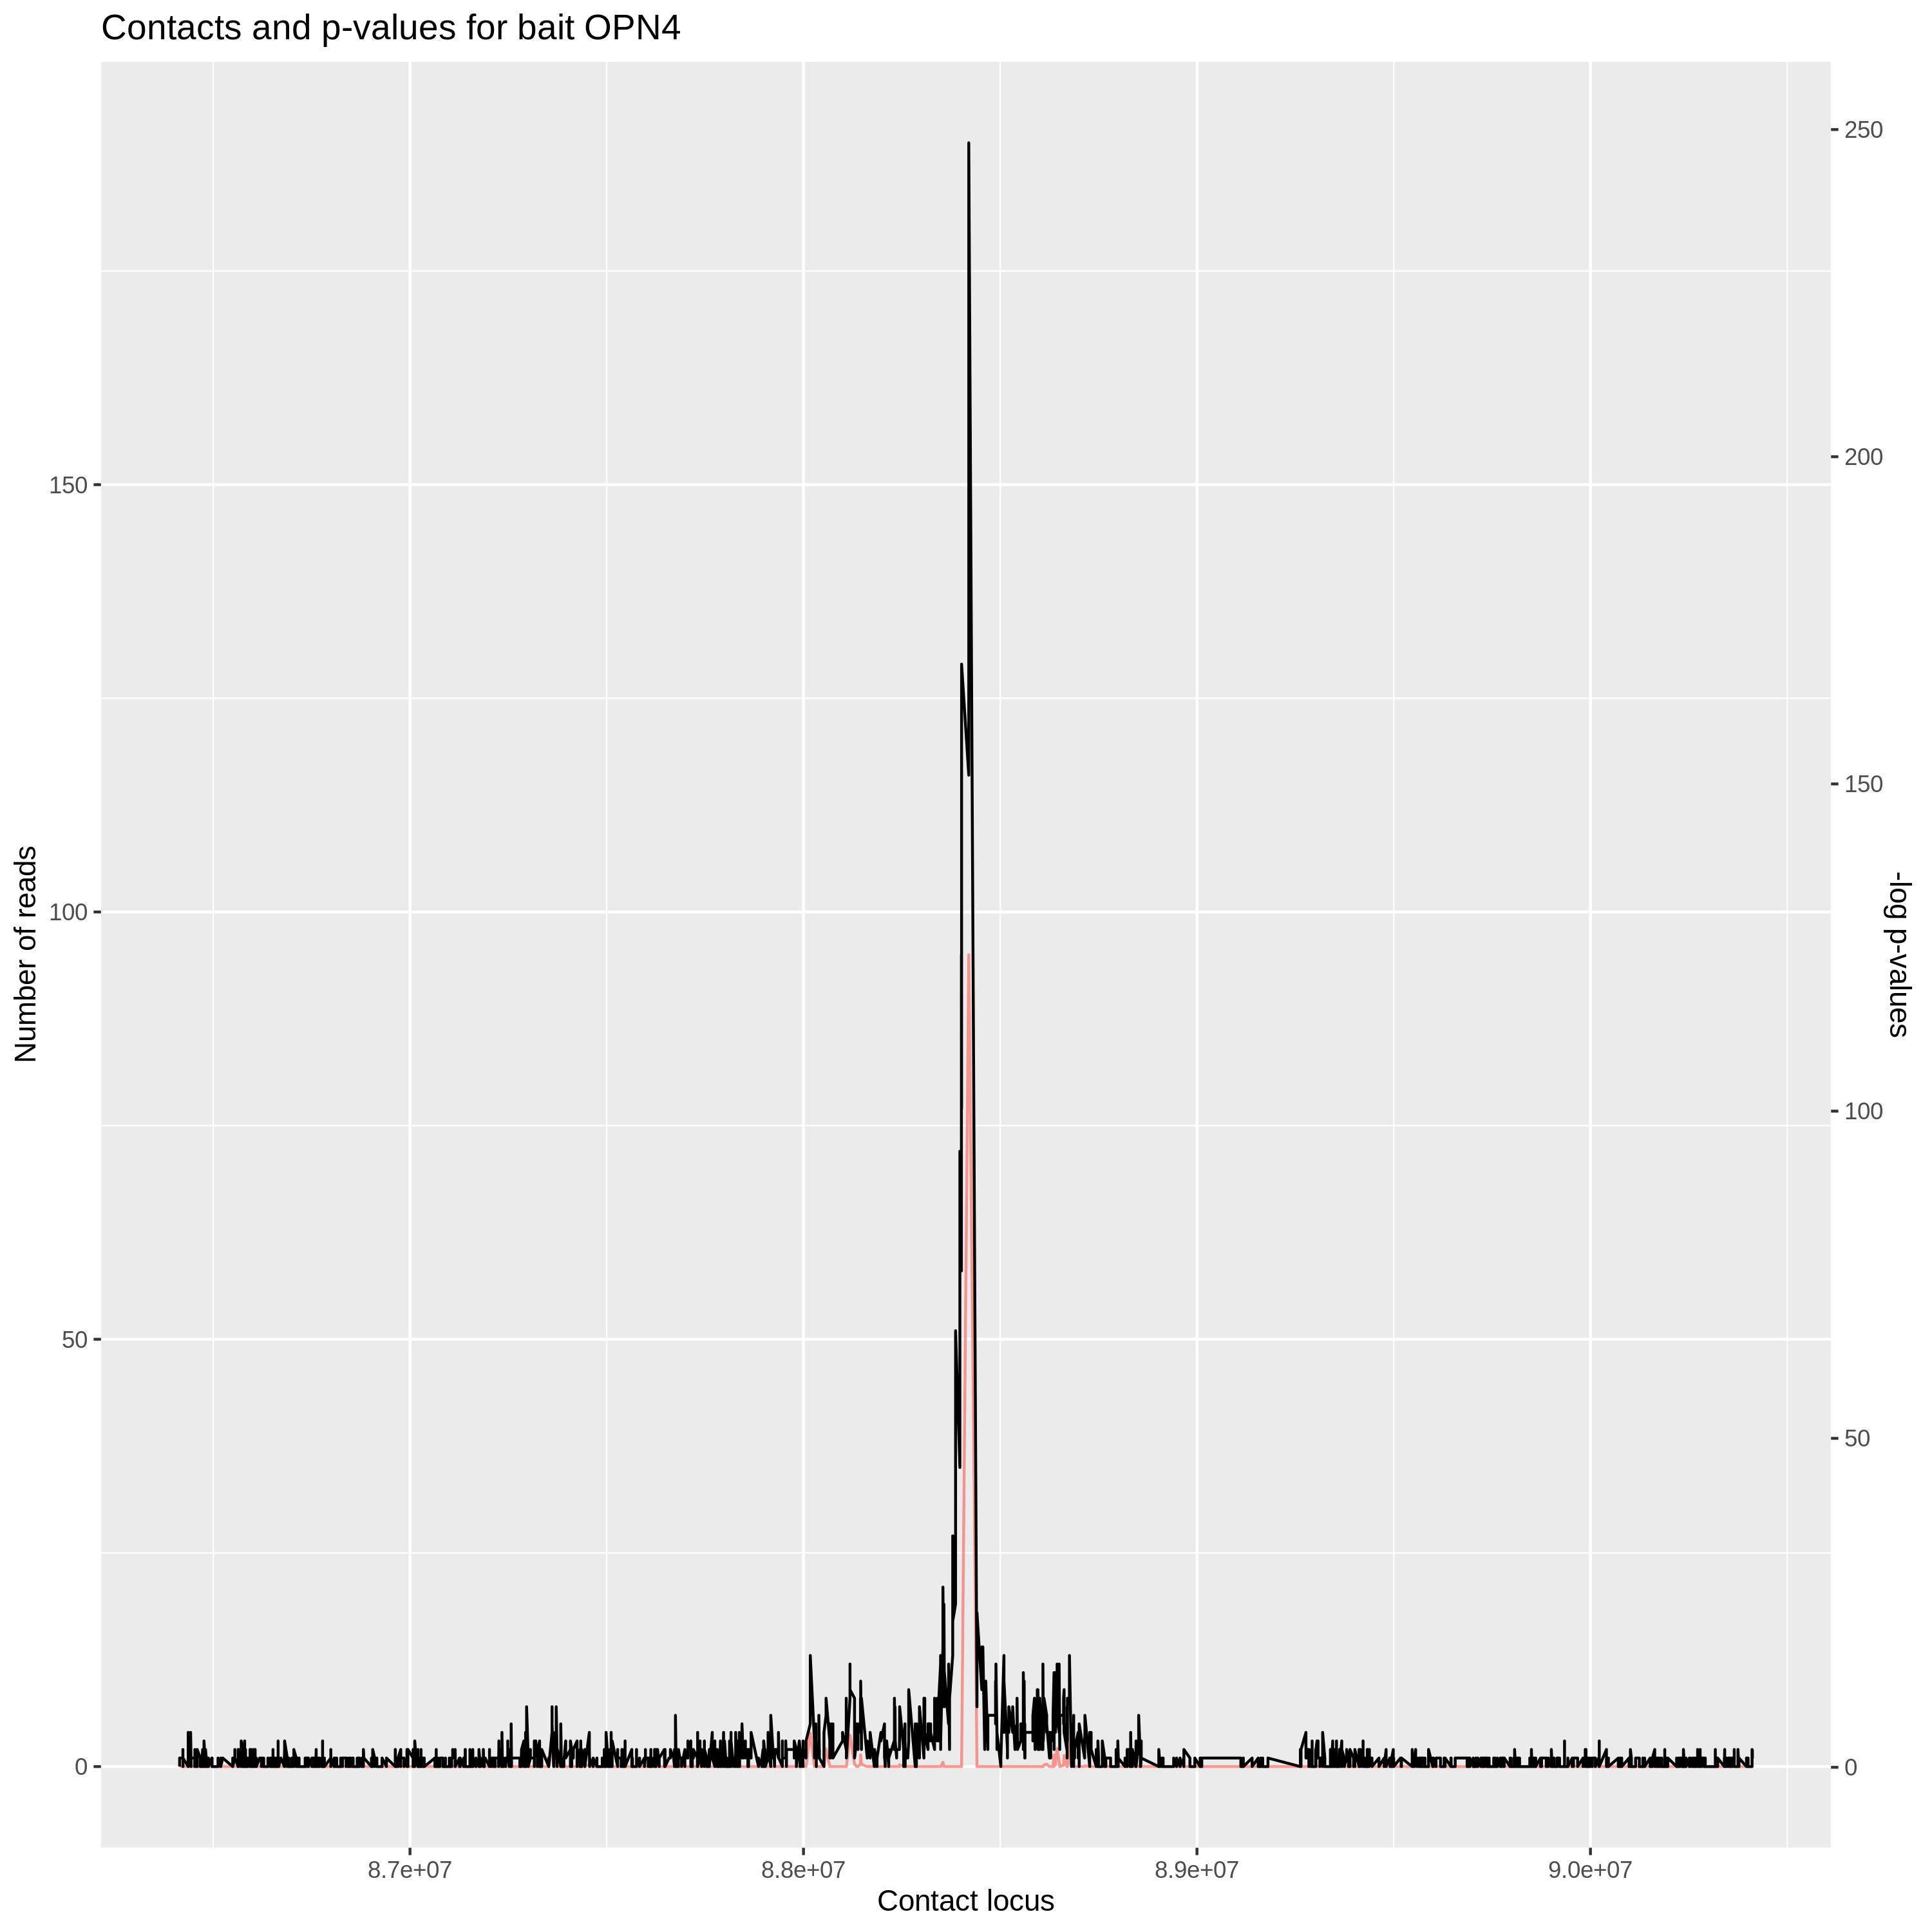 Contacts and p-values for bait OPN4
Number of reads
150
100
50
0
250
200
150
100
50
0
-log p-values
8.7e+07
8.8e+07
8.9e+07
9.0e+07
Contact locus